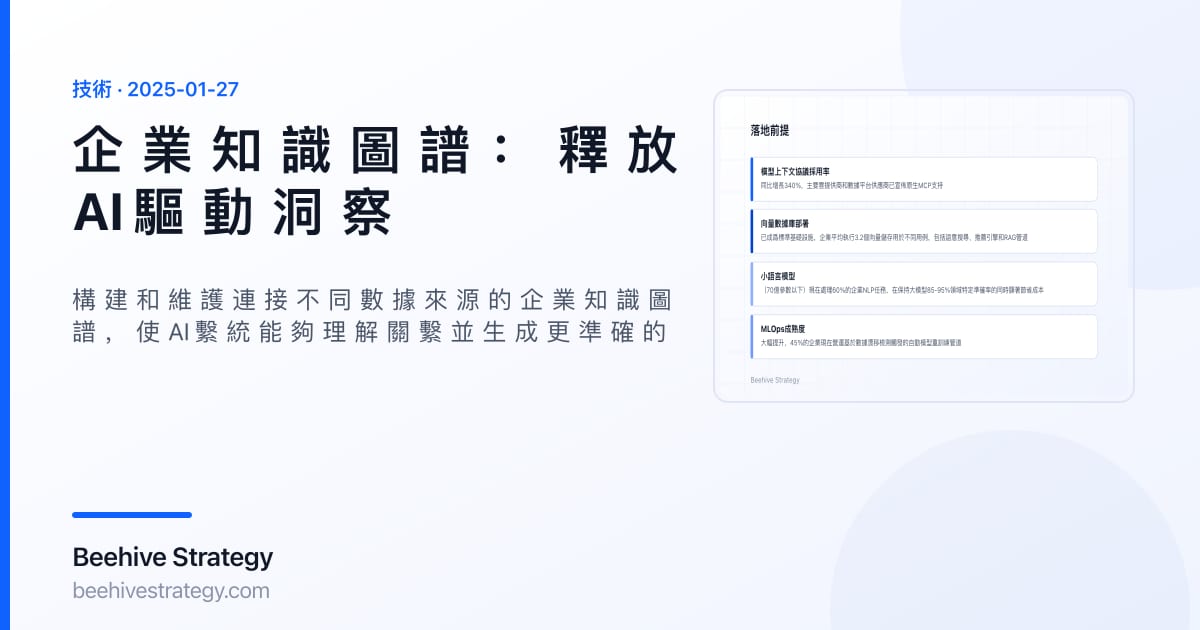 技術 · 2025-01-27
企業知識圖譜：釋放
AI驅動洞察
構建和維護連接不同數據來源的企業知識圖
譜，使AI繫統能夠理解關繫並生成更準確的
落地前提
模型上下文協議採用率
同比增長340%，主要雲提供商和數據平台供應商已宣佈原生MCP支持
向量數據庫部署
已成為標準基礎設施，企業平均執行3.2個向量儲存用於不同用例，包括語意搜尋、推薦引擎和RAG管道
小語言模型
（70億參數以下）現在處理60%的企業NLP任務，在保持大模型85-95%領域特定準確率的同時顯著節省成本
MLOps成熟度
大幅提升，45%的企業現在營運基於數據漂移檢測觸發的自動模型重訓練管道
Beehive Strategy
Beehive Strategy
beehivestrategy.com